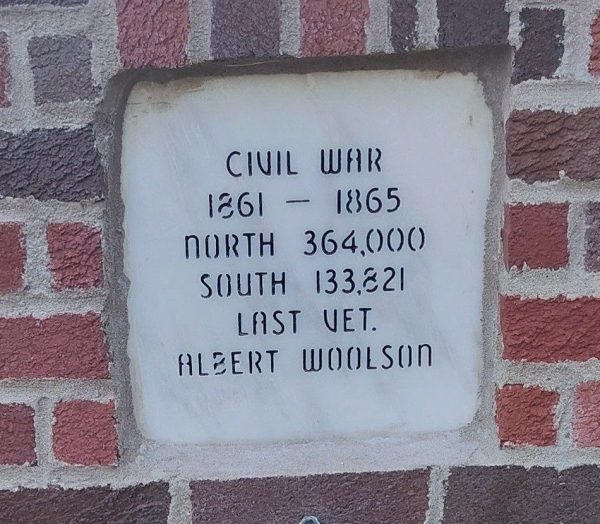 CIVIL WAR
1861 — 1865
NORTH 364,000
SOUTH 133,821
LAST VET.
ALBERT WOOLSON